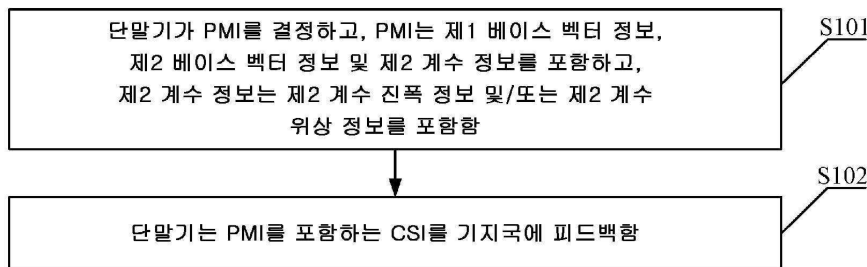 단말기가 PMI를 결정하고, PMI는 제1 베이스 벡터 정보,
제2 베이스 벡터 정보 및 제2 계수 정보를 포함하고,
제2 계수 정보는 제2 계수 진폭 정보 및/또는 제2 계수
위상 정보를 포함함
S101
단말기는 PMI를 포함하는 CSI를 기지국에 피드백함
S102